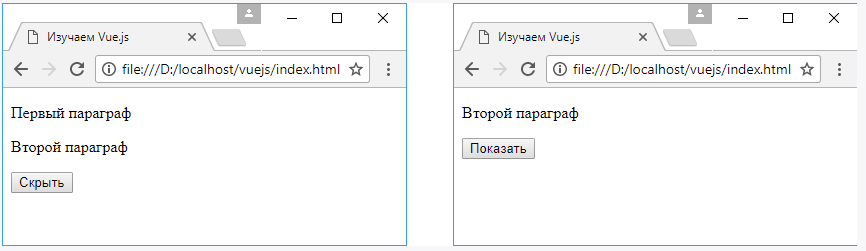 Изучаем Vue.js
file:///D:/localhost/vuejs/index.html
Первый параграф
Второй параграф
Скрыть
Изучаем Vue.js
file:///D:/localhost/vuejs/index.html
Второй параграф
Показать